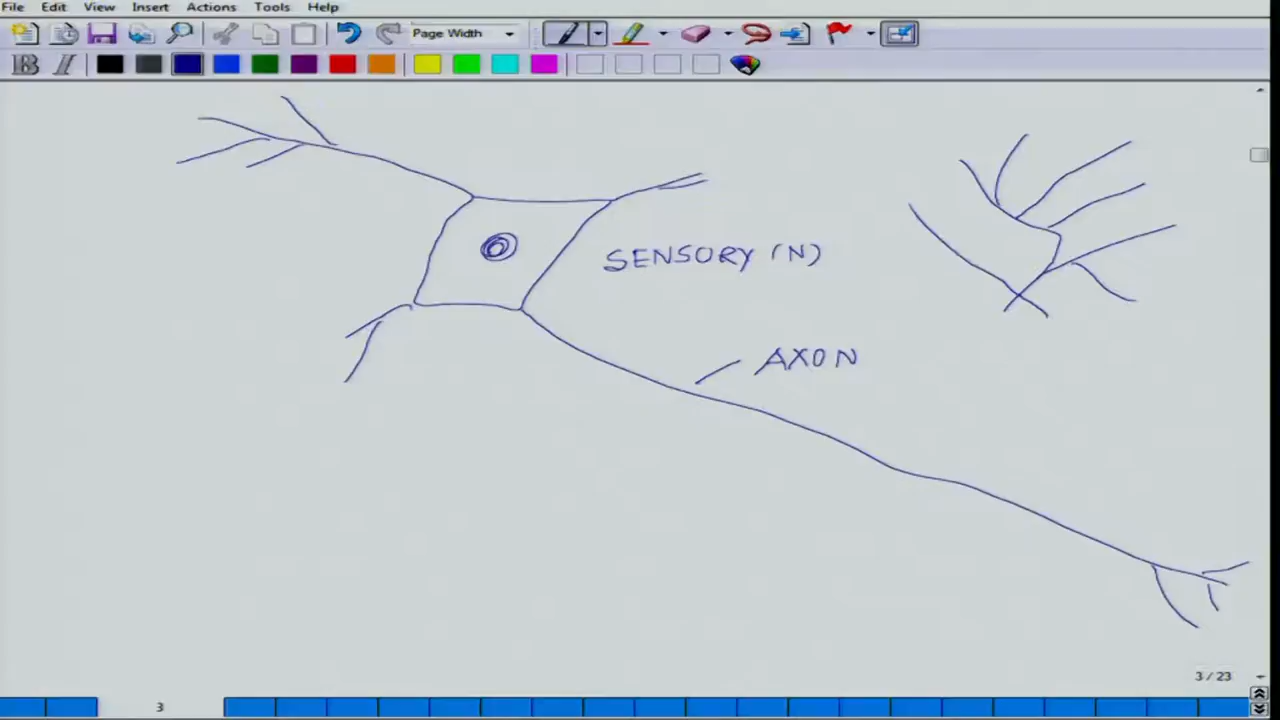 File Edit View Insert Actions Tools Help
Page Width
B I
SENSORY (N)
AXON
3 / 23
3